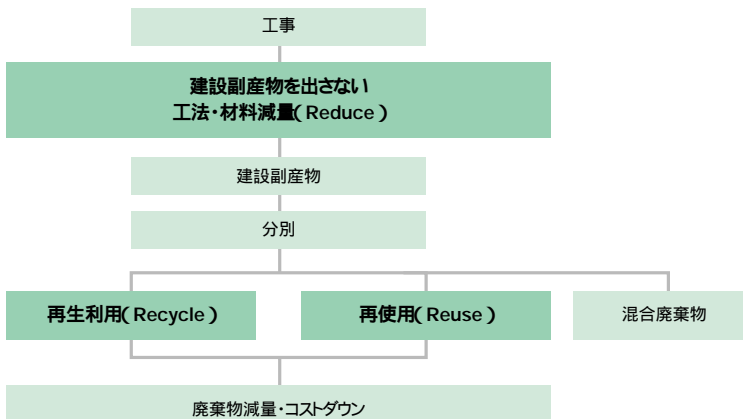 工事
建設副産物を出さない
工法・材料減量(Reduce)
建設副産物
分別
再生利用(Recycle)
再使用(Reuse)
混合廃棄物
廃棄物減量・コストダウン